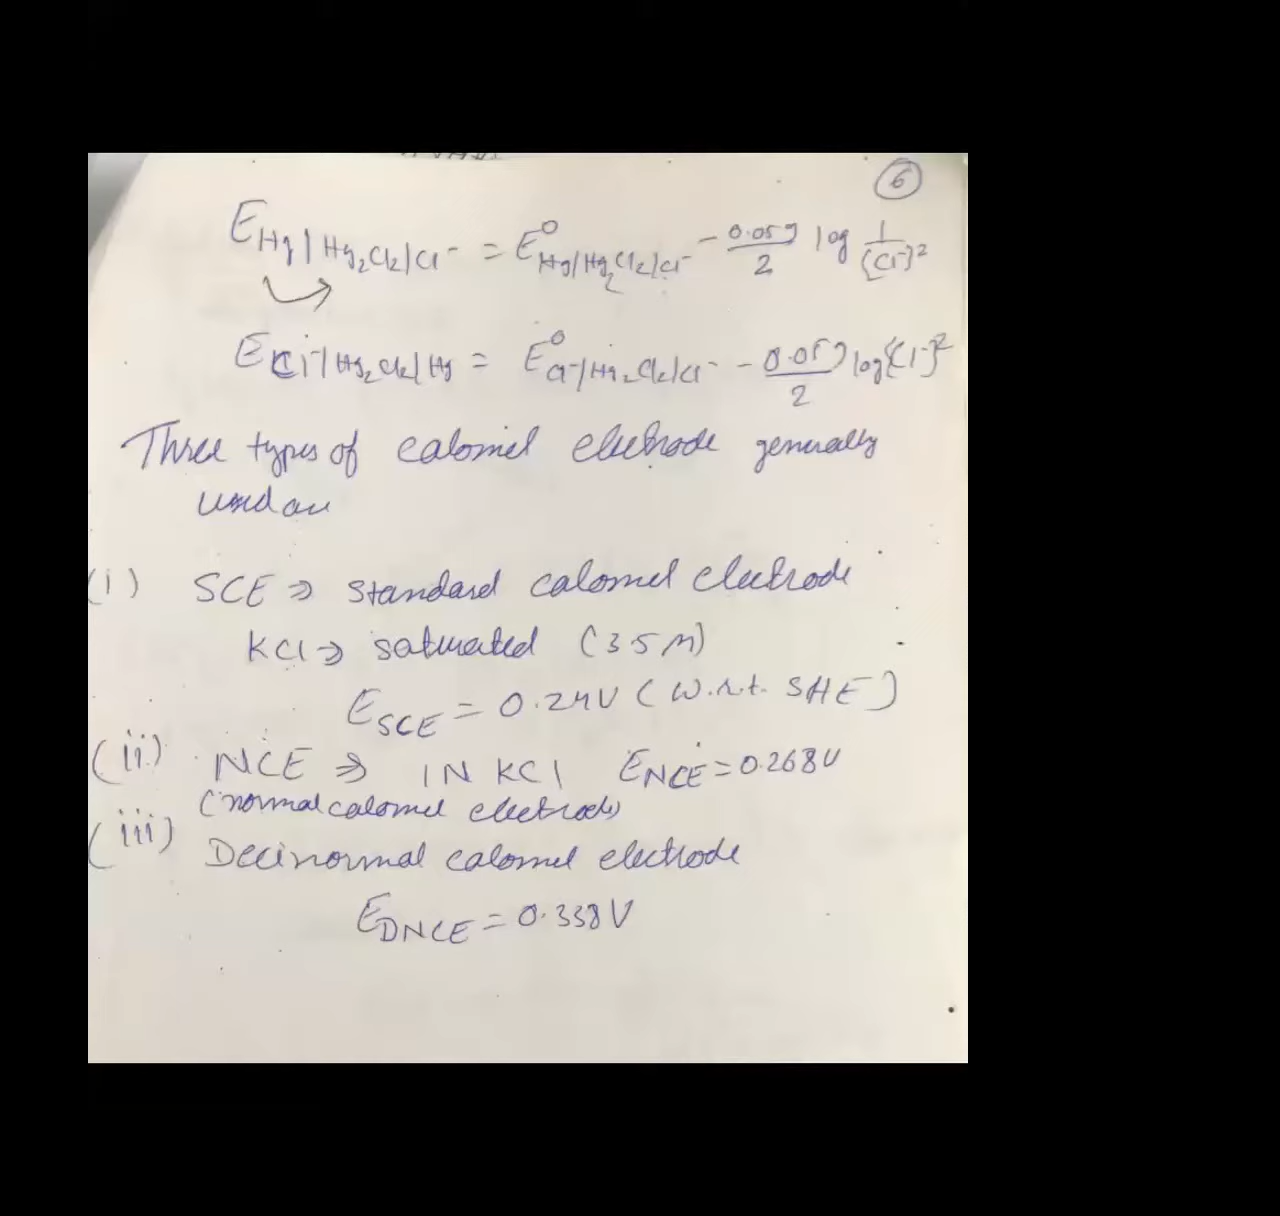 6
E Hg/Hg₂Cl₂/Cl⁻ = E⁰ Hg/Hg₂Cl₂/Cl⁻ - 0.059/2 log 1/[Cl⁻]²
E Cl⁻/Hg₂Cl₂/Hg = E⁰ Cl⁻/Hg₂Cl₂/Cl⁻ - 0.059/2 log[Cl⁻]²
Three types of calomel electrode generally
used are
(i) SCE ⇒ standard calomel electrode
KCl ⇒ saturated (3.5 M)
E SCE = 0.24V (w.r.t. SHE)
(ii) NCE ⇒ 1N KCl E NCE = 0.268V
(normal calomel electrode)
(iii) Decinormal calomel electrode
E DNCE = 0.338V